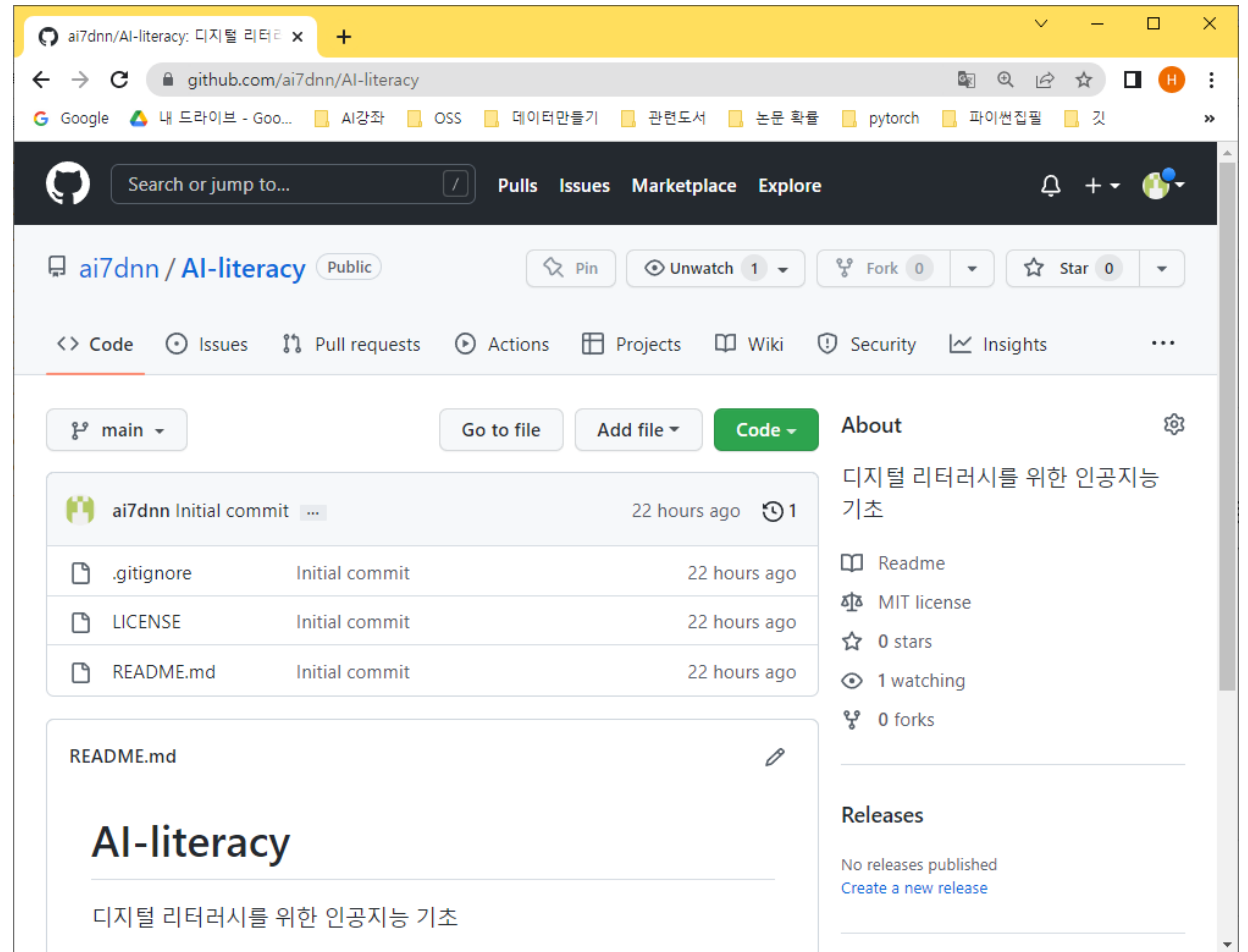 ai7dnn/AI-literacy: 디지털 리터러
github.com/ai7dnn/AI-literacy
H
Google 내 드라이브 - Goo... AI강좌 OSS 데이터만들기 관련도서 논문 확률 pytorch 파이썬집필 깃 »
Search or jump to... / Pulls Issues Marketplace Explore
ai7dnn / AI-literacy Public Pin Unwatch 1 Fork 0 Star 0
Code Issues Pull requests Actions Projects Wiki Security Insights ...
main Go to file Add file Code
ai7dnn Initial commit ... 22 hours ago 1
.gitignore Initial commit 22 hours ago
LICENSE Initial commit 22 hours ago
README.md Initial commit 22 hours ago
README.md
AI-literacy
디지털 리터러시를 위한 인공지능 기초
About
디지털 리터러시를 위한 인공지능
기초
Readme
MIT license
0 stars
1 watching
0 forks
Releases
No releases published
Create a new release